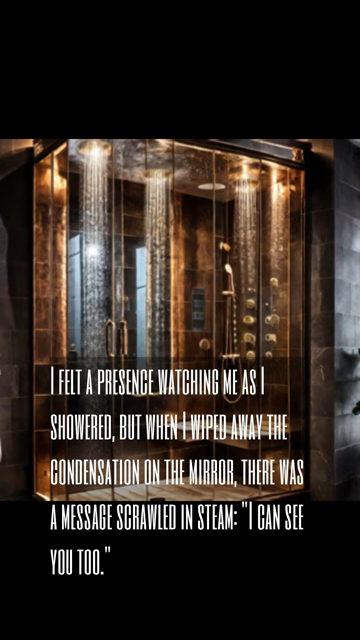 I felt a presence watching me as I
showered, but when I wiped away the
condensation on the mirror, there was
a message scrawled in steam: "I can see
you too."